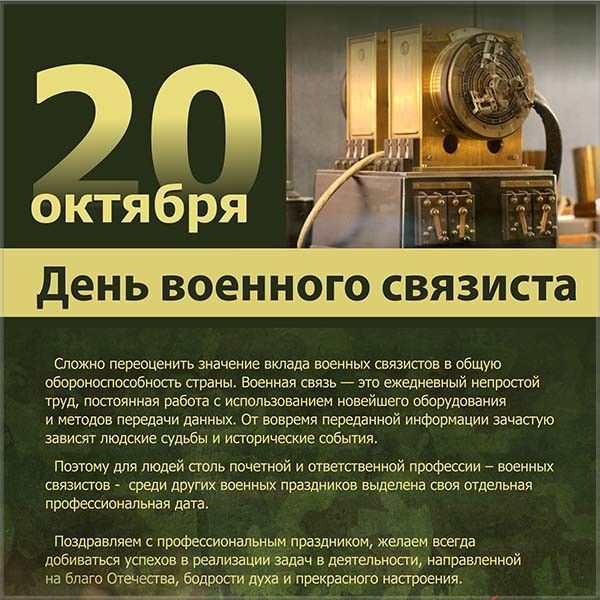 20
октября
День военного связиста
Сложно переоценить значение вклада военных связистов в общую
обороноспособность страны. Военная связь — это ежедневный непростой
труд, постоянная работа с использованием новейшего оборудования
и методов передачи данных. От вовремя переданной информации зачастую
зависят людские судьбы и исторические события.
Поэтому для людей столь почетной и ответственной профессии – военных
связистов - среди других военных праздников выделена своя отдельная
профессиональная дата.
Поздравляем с профессиональным праздником, желаем всегда
добиваться успехов в реализации задач в деятельности, направленной
на благо Отечества, бодрости духа и прекрасного настроения.